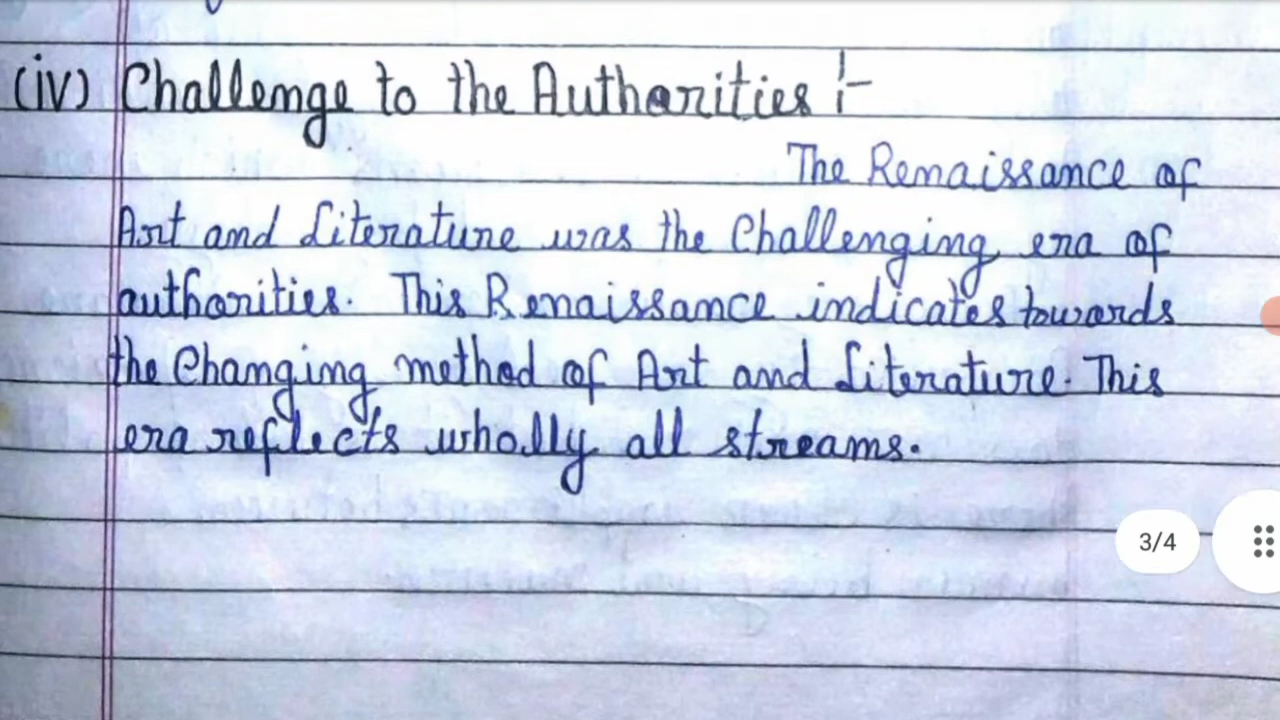 (iv) Challenge to the Authorities :-
The Renaissance of
Art and Literature was the Challenging era of
authorities. This Renaissance indicates towards
the Changing method of Art and Literature. This
era reflects wholly all streams.
3/4